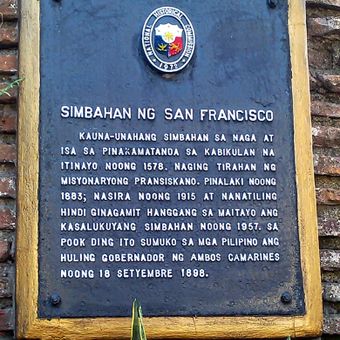 NATIONAL HISTORICAL COMMISSION
SIMBAHAN NG SAN FRANCISCO
KAUNA-UNAHANG SIMBAHAN SA NAGA AT
ISA SA PINAKAMATANDA SA KABIKULAN NA
ITINAYO NOONG 1578. NAGING TIRAHAN NG
MISYONARYONG PRANSISKANO. PINALAKI NOONG
1883; NASIRA NOONG 1915 AT NANATILING
HINDI GINAGAMIT HANGGANG SA MAITAYO ANG
KASALUKUYANG SIMBAHAN NOONG 1957. SA
POOK DING ITO SUMUKO SA MGA PILIPINO ANG
HULING GOBERNADOR NG AMBOS CAMARINES
NOONG 18 SETYEMBRE 1898.